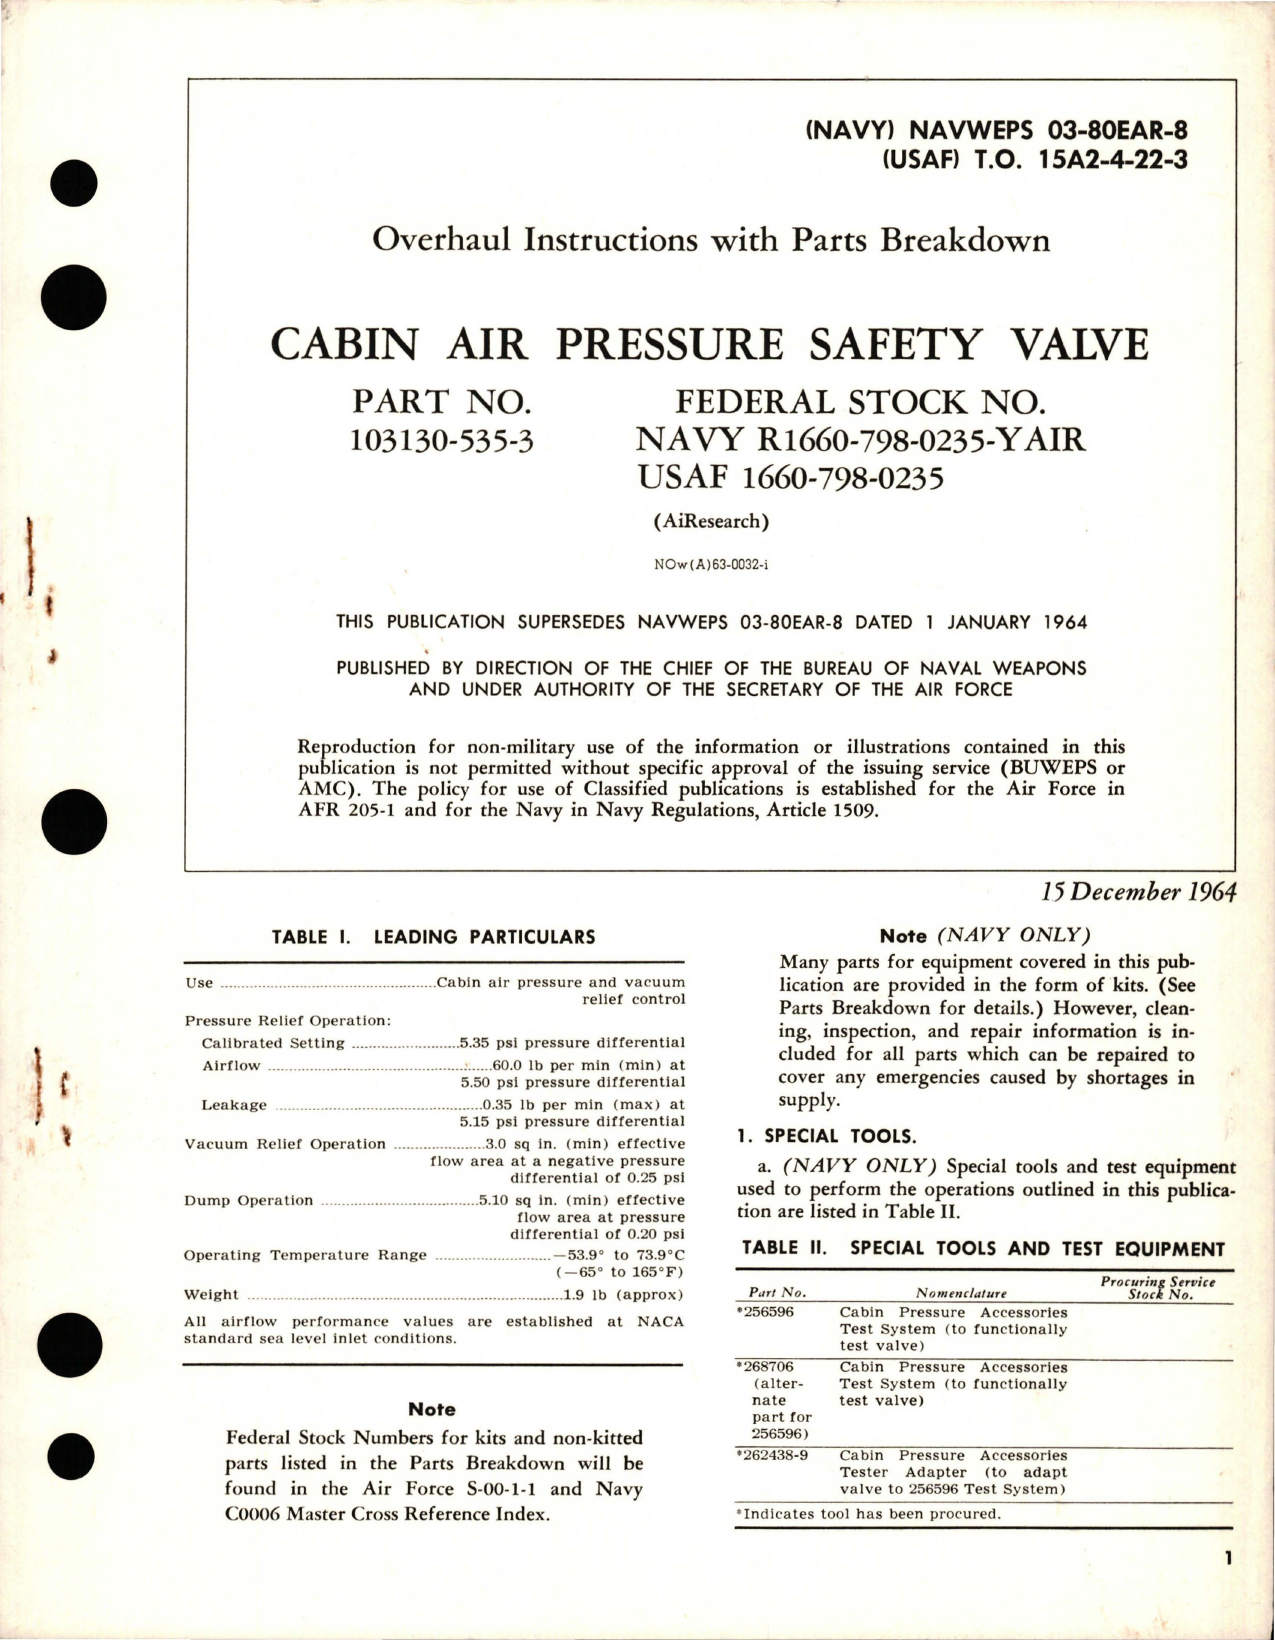 (NAVY) NAVWEPS 03-80EAR-8
(USAF) T.O. 15A2-4-22-3
Overhaul Instructions with Parts Breakdown
CABIN AIR PRESSURE SAFETY VALVE
PART NO.
103130-535-3
FEDERAL STOCK NO.
NAVY R1660-798-0235-YAIR
USAF 1660-798-0235
(AiResearch)
NOw(A)63-0032-i
THIS PUBLICATION SUPERSEDES NAVWEPS 03-80EAR-8 DATED 1 JANUARY 1964
PUBLISHED BY DIRECTION OF THE CHIEF OF THE BUREAU OF NAVAL WEAPONS
AND UNDER AUTHORITY OF THE SECRETARY OF THE AIR FORCE
Reproduction for non-military use of the information or illustrations contained in this
publication is not permitted without specific approval of the issuing service (BUWEPS or
AMC). The policy for use of Classified publications is established for the Air Force in
AFR 205-1 and for the Navy in Navy Regulations, Article 1509.
15 December 1964
TABLE I. LEADING PARTICULARS
Use ..... Cabin air pressure and vacuum
relief control
Pressure Relief Operation:
Calibrated Setting ..... 5.35 psi pressure differential
Airflow ..... 60.0 lb per min (min) at
5.50 psi pressure differential
Leakage ..... 0.35 lb per min (max) at
5.15 psi pressure differential
Vacuum Relief Operation ..... 3.0 sq in. (min) effective
flow area at a negative pressure
differential of 0.25 psi
Dump Operation ..... 5.10 sq in. (min) effective
flow area at pressure
differential of 0.20 psi
Operating Temperature Range ..... —53.9° to 73.9°C
(—65° to 165°F)
Weight ..... 1.9 lb (approx)
All airflow performance values are established at NACA
standard sea level inlet conditions.
Note
Federal Stock Numbers for kits and non-kitted
parts listed in the Parts Breakdown will be
found in the Air Force S-00-1-1 and Navy
C0006 Master Cross Reference Index.
Note (NAVY ONLY)
Many parts for equipment covered in this pub-
lication are provided in the form of kits. (See
Parts Breakdown for details.) However, clean-
ing, inspection, and repair information is in-
cluded for all parts which can be repaired to
cover any emergencies caused by shortages in
supply.
1. SPECIAL TOOLS.
a. (NAVY ONLY) Special tools and test equipment
used to perform the operations outlined in this publica-
tion are listed in Table II.
TABLE II. SPECIAL TOOLS AND TEST EQUIPMENT
Part No. Nomenclature Procuring Service
Stock No.
*256596 Cabin Pressure Accessories
Test System (to functionally
test valve)
*268706 Cabin Pressure Accessories
(alter- Test System (to functionally
nate test valve)
part for
256596)
*262438-9 Cabin Pressure Accessories
Tester Adapter (to adapt
valve to 256596 Test System)
*Indicates tool has been procured.
1